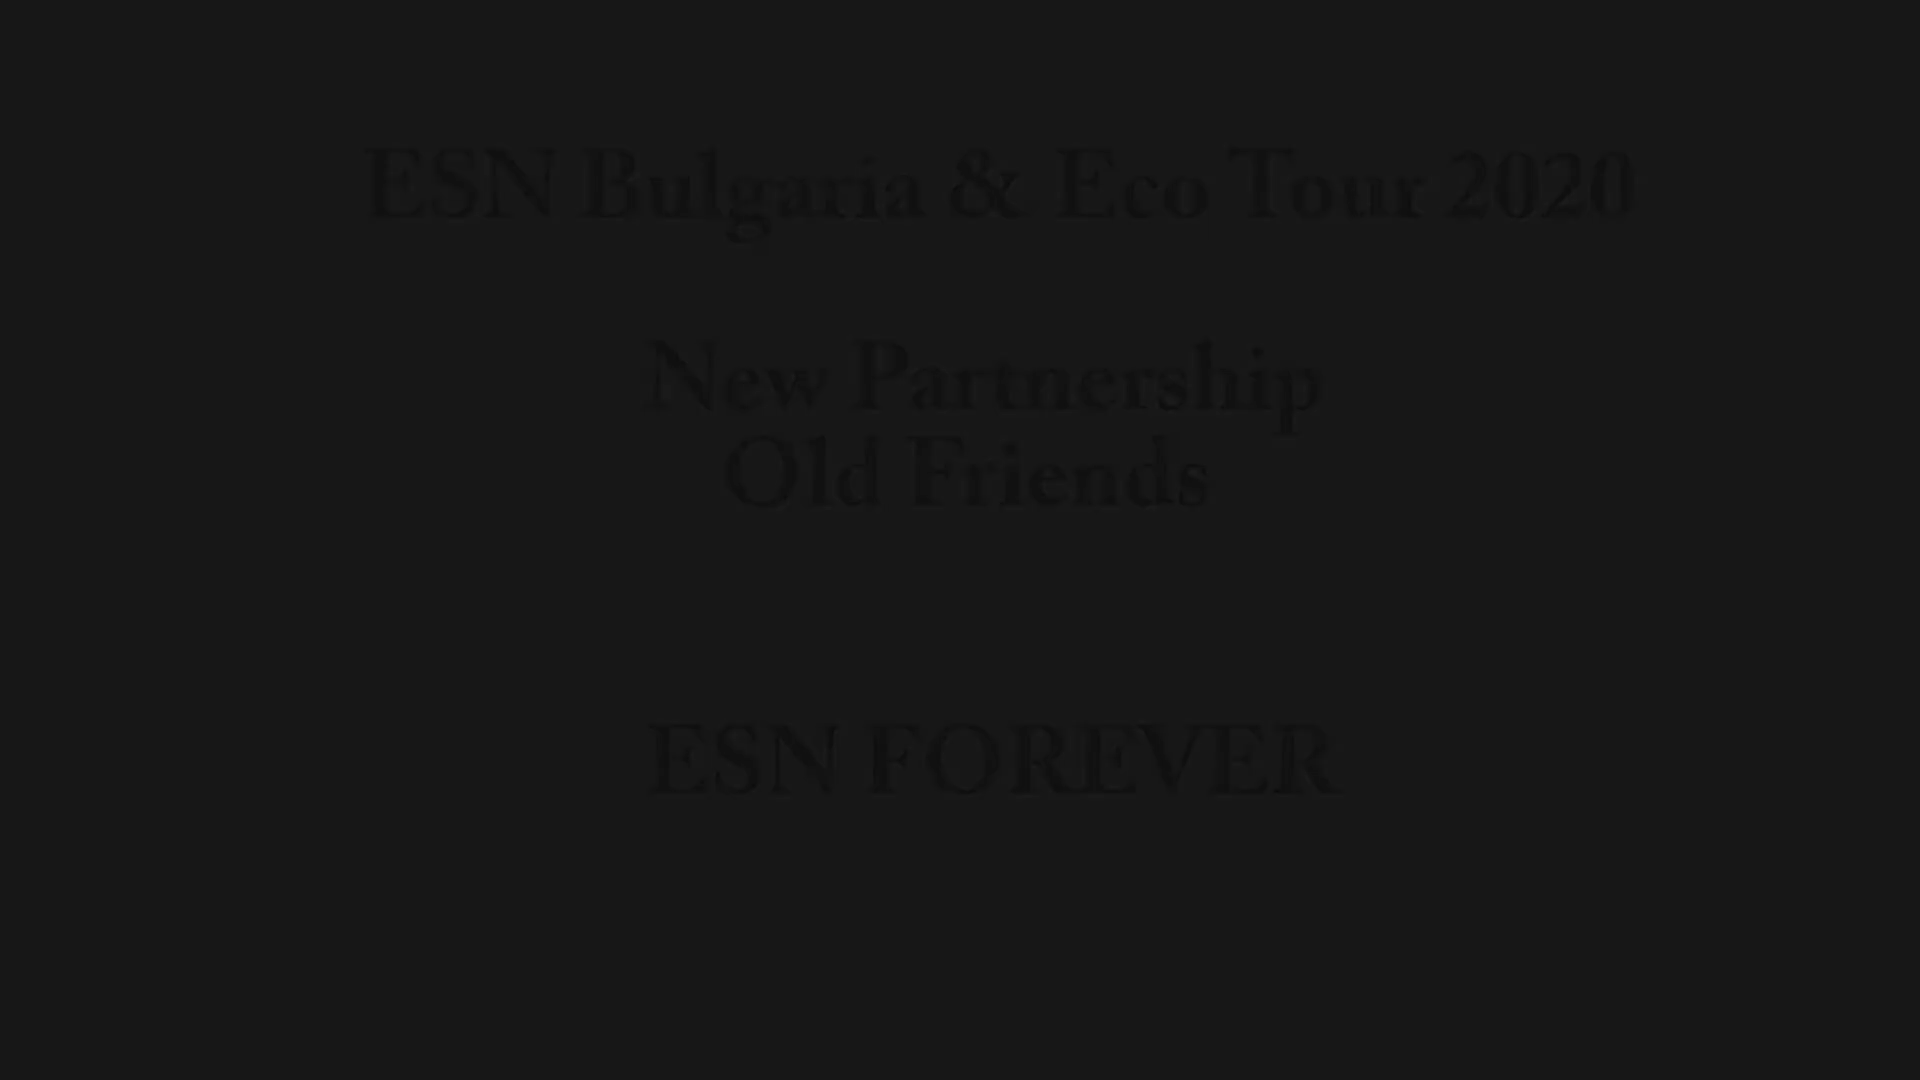 ESN Bulgaria & Eco Tour 2020
New Partnership
Old Friends
ESN FOREVER